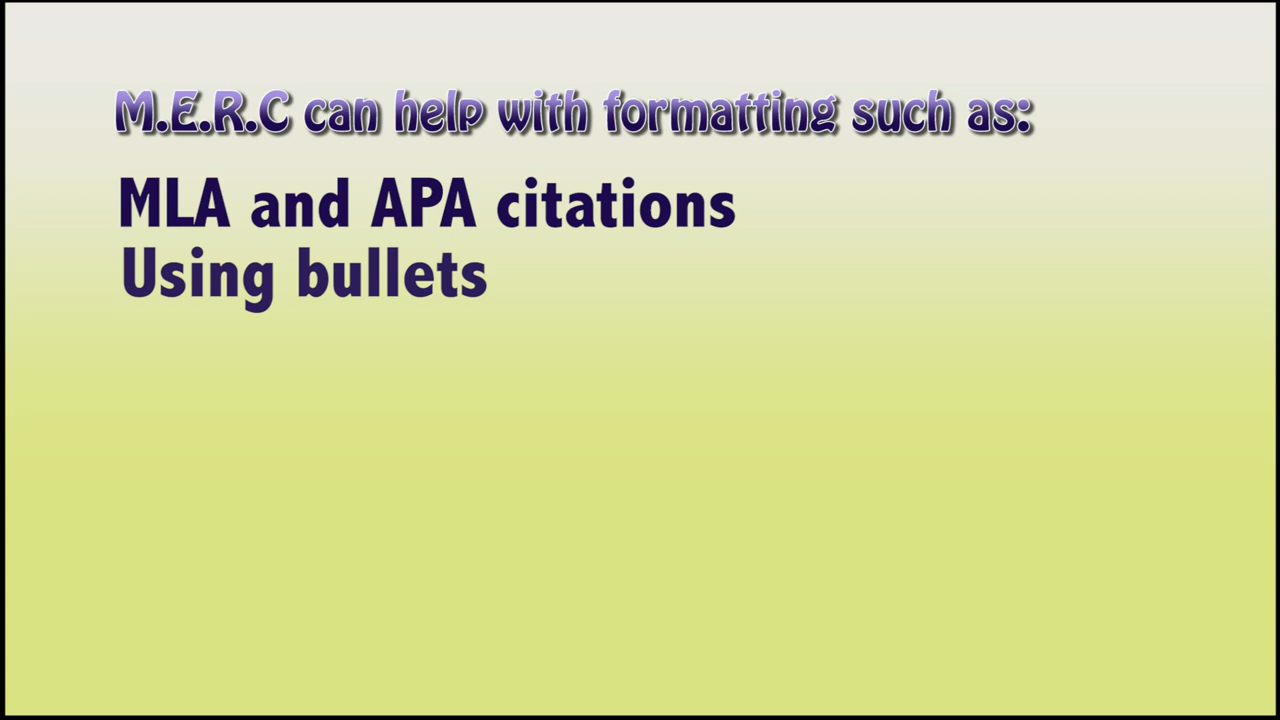 M.E.R.C can help with formatting such as:
MLA and APA citations
Using bullets